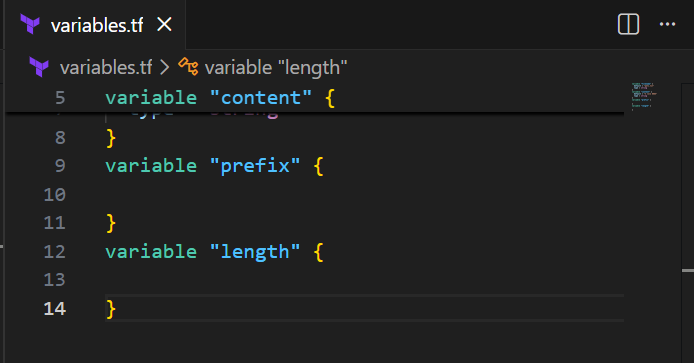 variables.tf
variables.tf > variable "length"
5 variable "content" {
8 }
9 variable "prefix" {
10
11 }
12 variable "length" {
13
14 }